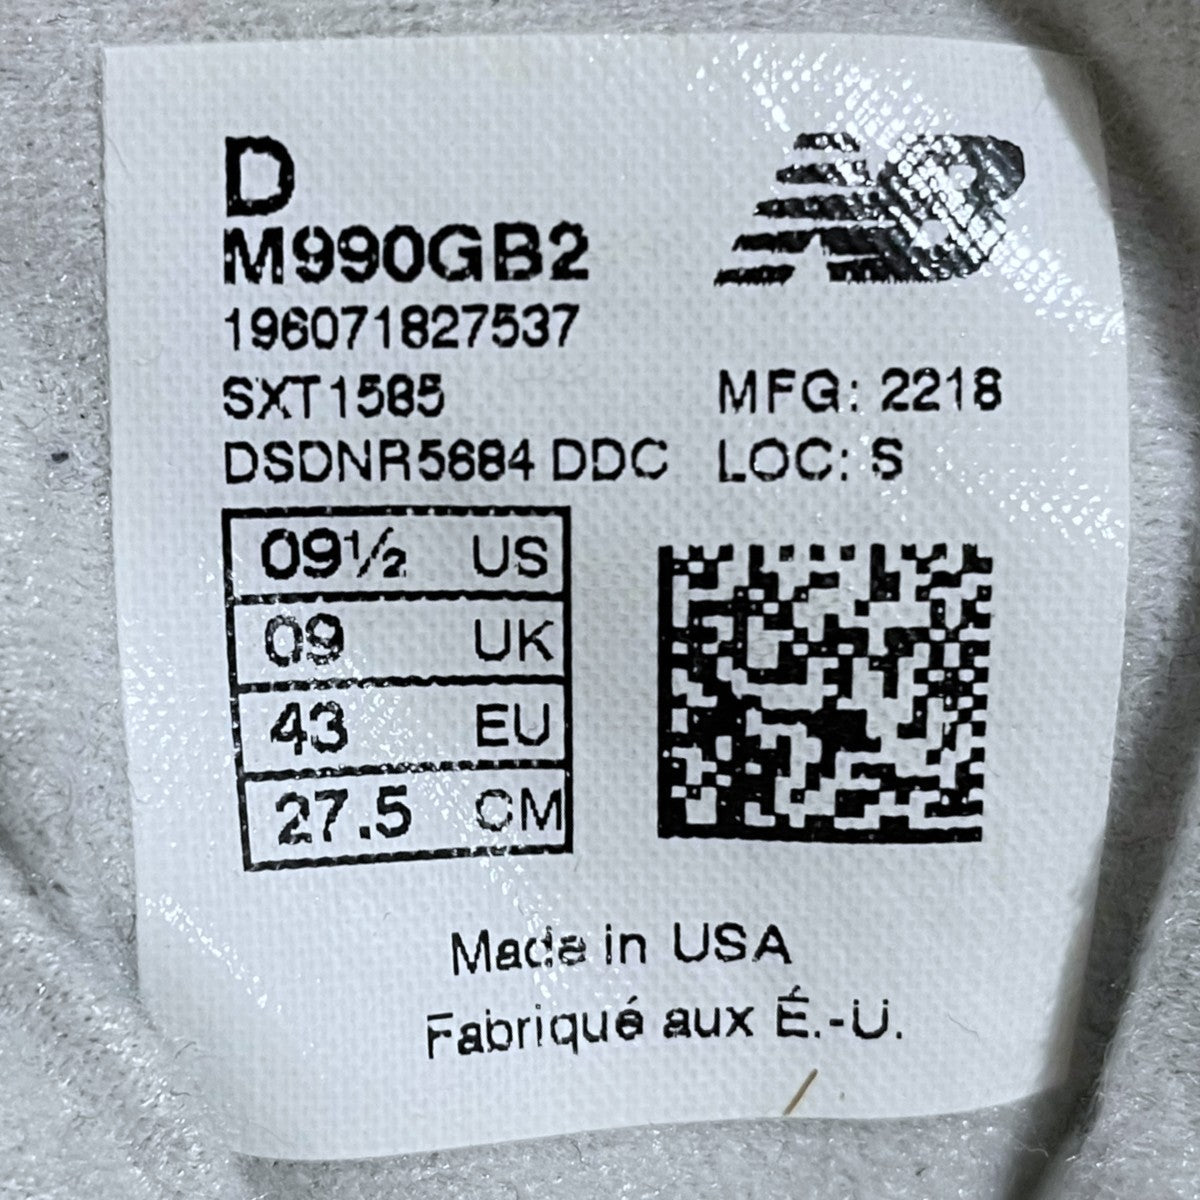 D
M990GB2
196071827537
SXT1585
DSDNR5684 DDC
MFG: 2218
LOC: S
09½ US
09 UK
43 EU
27.5 CM
Made in USA
Fabriqué aux É.-U.